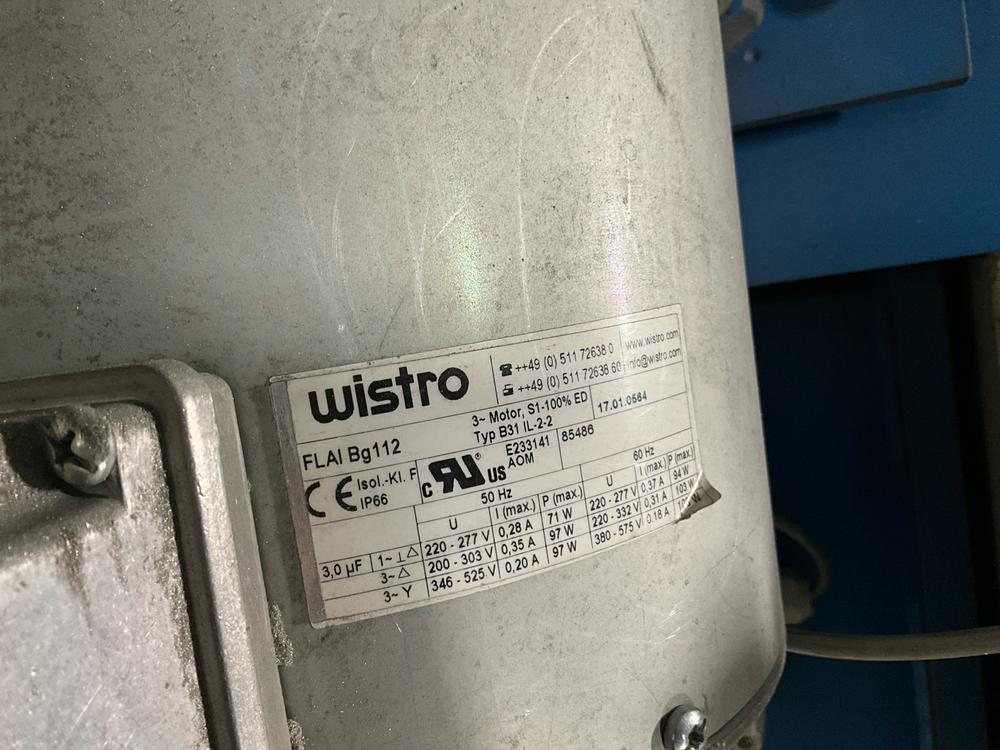 wistro
++49 (0) 511 72638 0 www.wistro.com
++49 (0) 511 72638 60 info@wistro.com
FLAI Bg112
3~ Motor, S1-100% ED
Typ B31 IL-2-2
17.01.0564
CE Isol.-Kl. F
IP66
c RU US
E233141
AOM
85486
50 Hz 60 Hz
U I (max.) P (max.) U I (max.) P (max.)
3,0 µF 1~ ⊥ △ 220 - 277 V 0,28 A 71 W 220 - 277 V 0,37 A 94 W
3~ △ 200 - 303 V 0,35 A 97 W 220 - 332 V 0,31 A 103 W
3~ Y 346 - 525 V 0,20 A 97 W 380 - 575 V 0.18 A